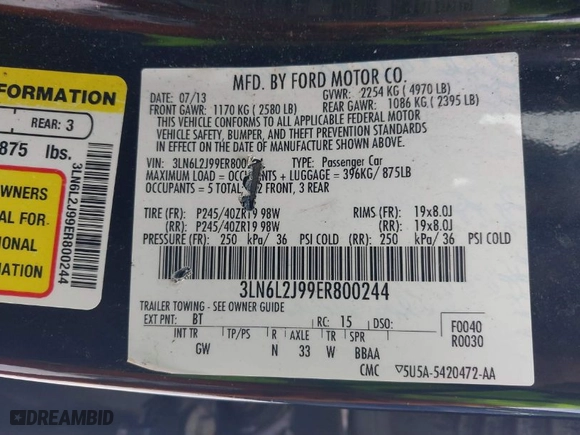 FORMATION
REAR: 3
875 lbs.
WNERS
AL FOR
TIONAL
ATION
3LN6L2J99ER800244
MFD. BY FORD MOTOR CO.
DATE: 07/13 GVWR: 2254 KG ( 4970 LB)
FRONT GAWR: 1170 KG ( 2580 LB) REAR GAWR: 1086 KG ( 2395 LB)
THIS VEHICLE CONFORMS TO ALL APPLICABLE FEDERAL MOTOR
VEHICLE SAFETY, BUMPER, AND THEFT PREVENTION STANDARDS
IN EFFECT ON THE DATE OF MANUFACTURE SHOWN ABOVE.
VIN: 3LN6L2J99ER800 TYPE: Passenger Car
MAXIMUM LOAD = OCCUPANTS + LUGGAGE = 396KG/ 875LB
OCCUPANTS = 5 TOTAL 2 FRONT, 3 REAR
TIRE (FR): P245/40ZR19 98W RIMS (FR): 19x8.0J
(RR): P245/40ZR19 98W (RR): 19x8.0J
PRESSURE (FR): 250 kPa/ 36 PSI COLD (RR): 250 kPa/ 36 PSI COLD
3LN6L2J99ER800244
TRAILER TOWING - SEE OWNER GUIDE
EXT PNT: BT RC: 15 DSO: F0040
INT TR TP/PS R AXLE TR SPR R0030
GW N 33 W BBAA
CMC 5U5A-5420472-AA
DREAMBID